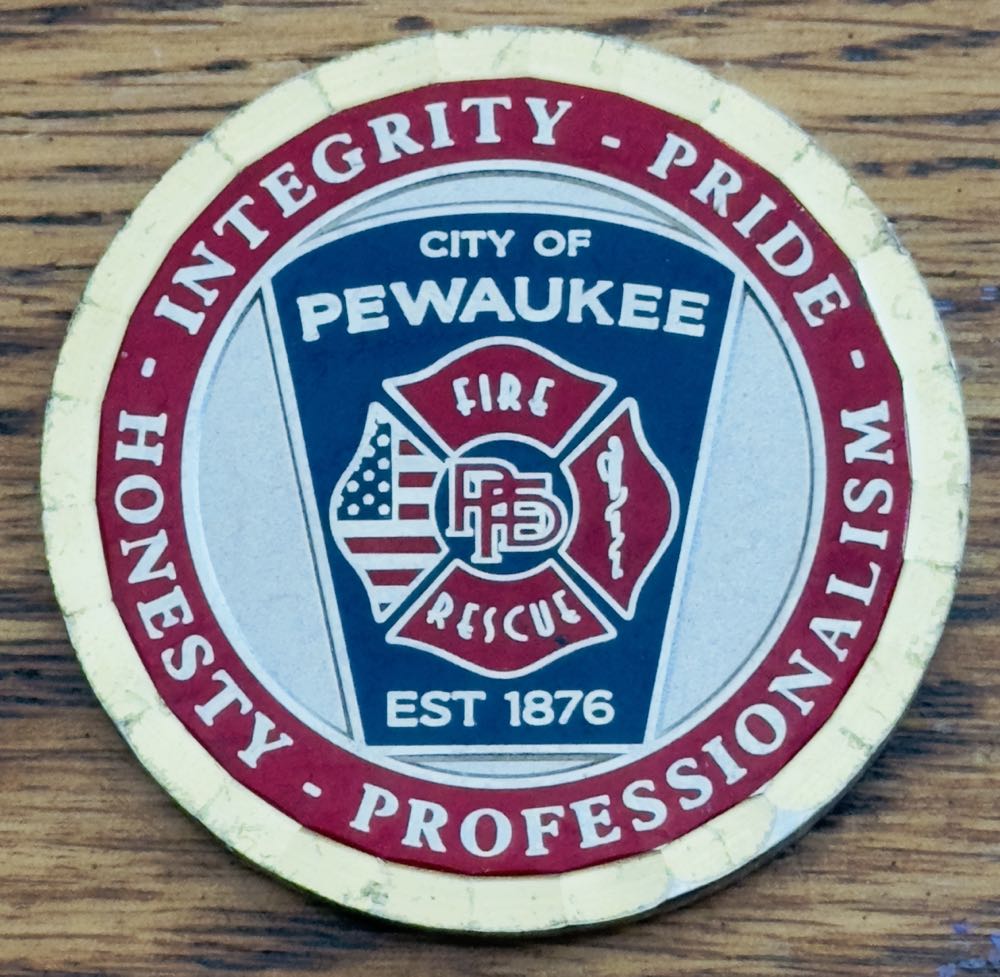 HONESTY - INTEGRITY - PRIDE - PROFESSIONALISM -
CITY OF
PEWAUKEE
FIRE
PFD
RESCUE
EST 1876